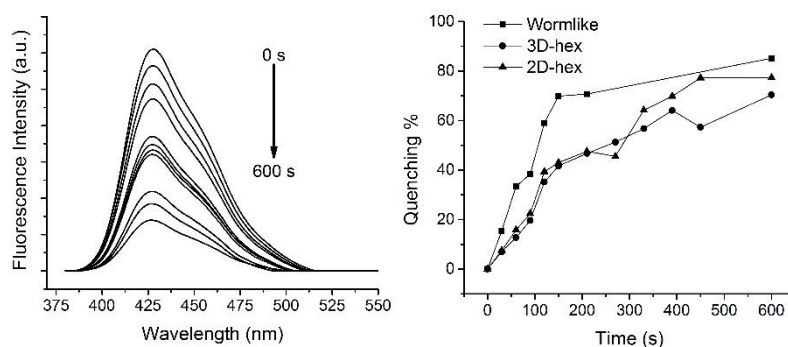 Fluorescence Intensity (a.u.)
0 s
600 s
375 400 425 450 475 500 525 550
Wavelength (nm)
Quenching %
100
80
60
40
20
0
Wormlike
3D-hex
2D-hex
0 100 200 300 400 500 600
Time (s)